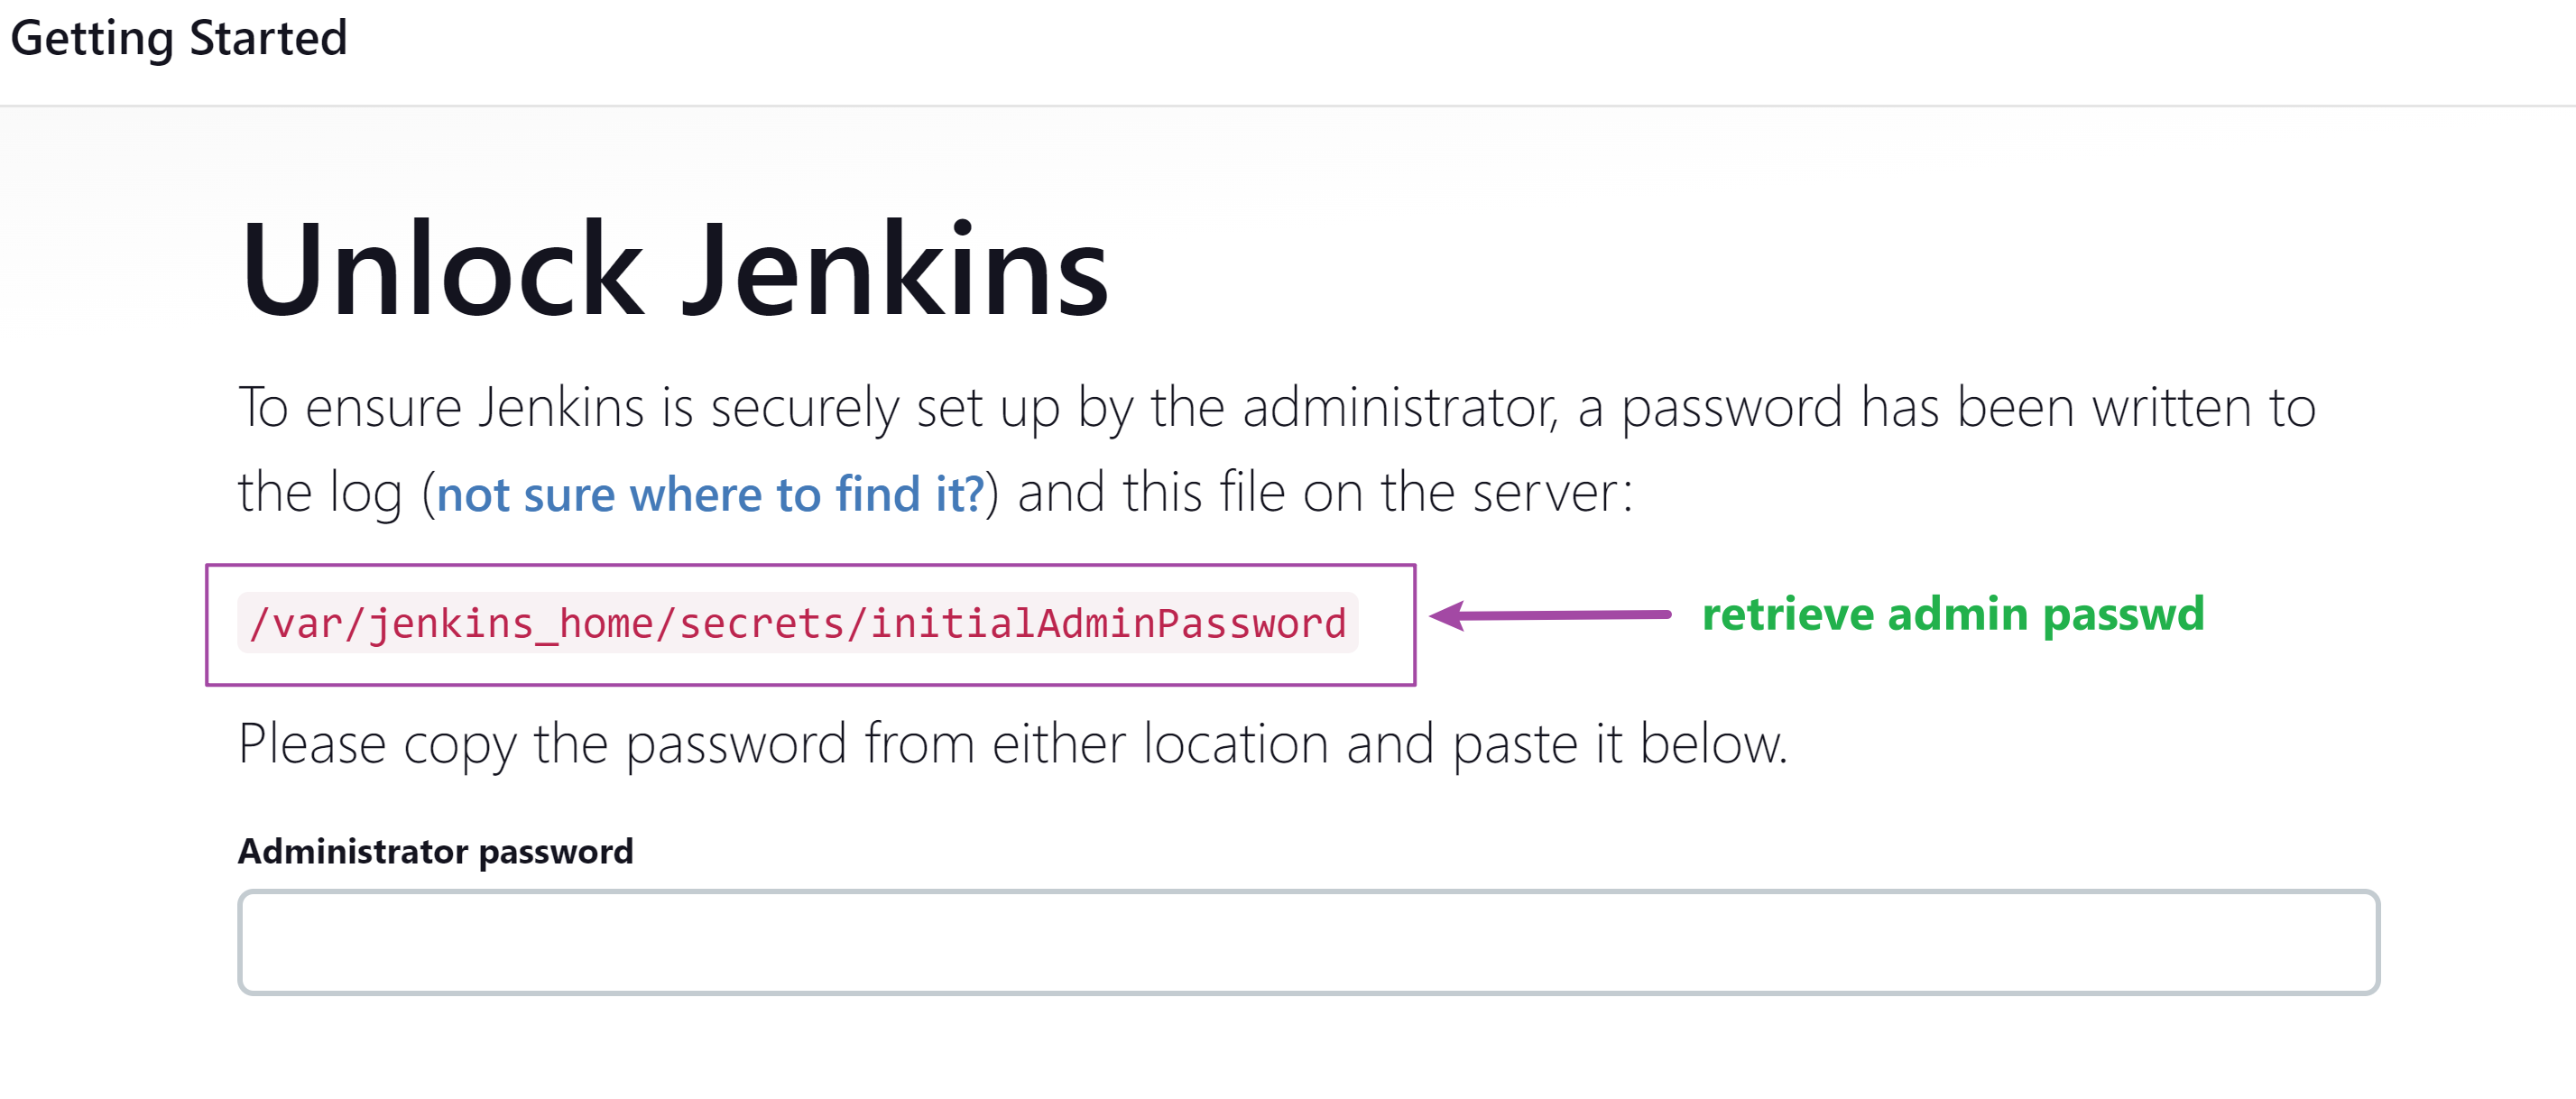 Getting Started
Unlock Jenkins
To ensure Jenkins is securely set up by the administrator, a password has been written to
the log (not sure where to find it?) and this file on the server:
/var/jenkins_home/secrets/initialAdminPassword
retrieve admin passwd
Please copy the password from either location and paste it below.
Administrator password